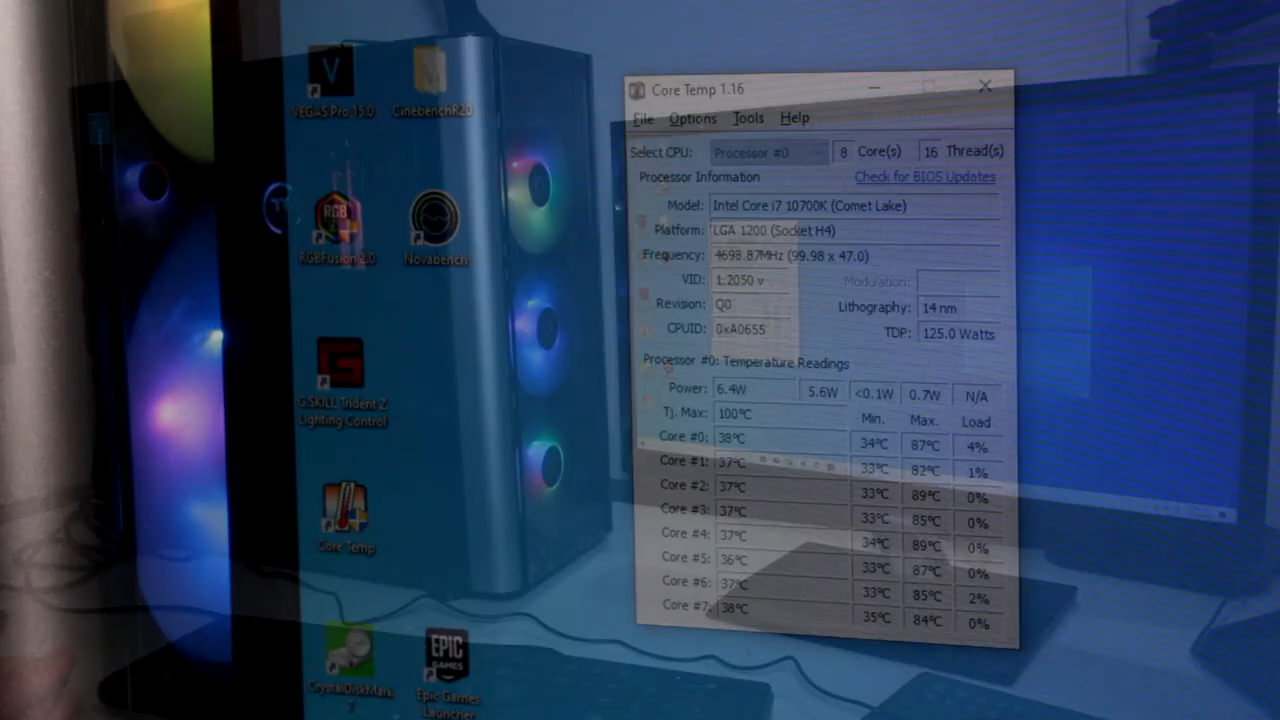 VEGAS Pro 15.0
CinebenchR20
RGB
RGBFusion 2.0
Novabench
G.SKILL Trident Z
Lighting Control
Core Temp
CrystalDiskMark
7
EPIC
GAMES
Epic Games
Launcher
Core Temp 1.16
File Options Tools Help
Select CPU: Processor #0 8 Core(s) 16 Thread(s)
Processor Information Check for BIOS Updates
Model: Intel Core i7 10700K (Comet Lake)
Platform: LGA 1200 (Socket H4)
Frequency: 4698.87MHz (99.98 x 47.0)
VID: 1.2050 v Modulation:
Revision: Q0 Lithography: 14 nm
CPUID: 0xA0655 TDP: 125.0 Watts
Processor #0: Temperature Readings
Power: 6.4W 5.6W <0.1W 0.7W N/A
Tj. Max: 100°C Min. Max. Load
Core #0: 38°C 34°C 87°C 4%
Core #1: 37°C 33°C 82°C 1%
Core #2: 37°C 33°C 89°C 0%
Core #3: 37°C 33°C 85°C 0%
Core #4: 37°C 34°C 89°C 0%
Core #5: 36°C 33°C 87°C 0%
Core #6: 37°C 33°C 85°C 2%
Core #7: 38°C 35°C 84°C 0%